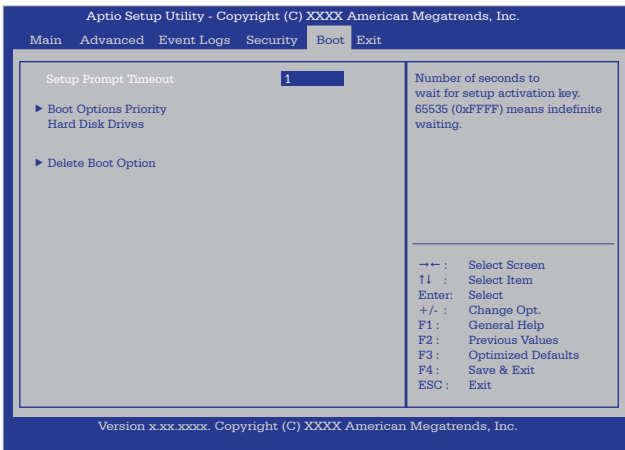 Aptio Setup Utility - Copyright (C) XXXX American Megatrends, Inc.
Main Advanced Event Logs Security Boot Exit
Setup Prompt Timeout 1
▶ Boot Options Priority
Hard Disk Drives
▶ Delete Boot Option
Number of seconds to
wait for setup activation key.
65535 (0xFFFF) means indefinite
waiting.
→← : Select Screen
↑↓ : Select Item
Enter: Select
+/- : Change Opt.
F1 : General Help
F2 : Previous Values
F3 : Optimized Defaults
F4 : Save & Exit
ESC : Exit
Version x.xx.xxxx. Copyright (C) XXXX American Megatrends, Inc.